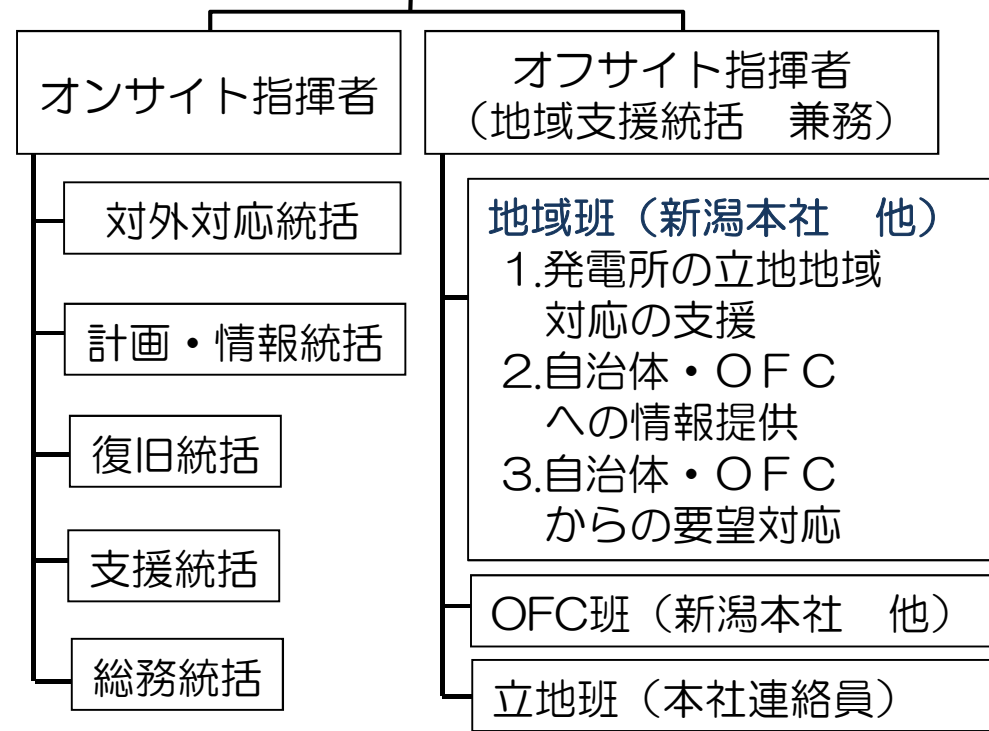 オンサイト指揮者
対外対応統括
計画・情報統括
復旧統括
支援統括
総務統括
オフサイト指揮者
（地域支援統括　兼務）
地域班（新潟本社　他）
１.発電所の立地地域
対応の支援
２.自治体・ＯＦＣ
への情報提供
３.自治体・ＯＦＣ
からの要望対応
OFC班（新潟本社　他）
立地班（本社連絡員）